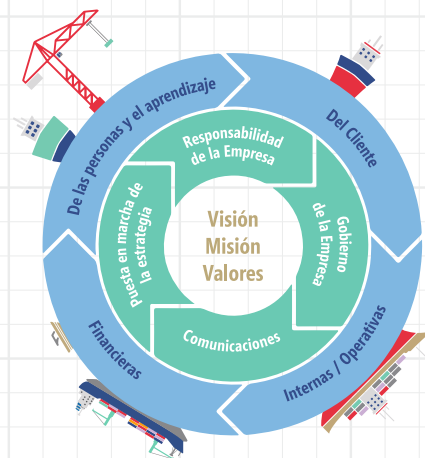 De las personas y el aprendizaje
Del Cliente
Internas / Operativas
Financieras
Responsabilidad
de la Empresa
Gobierno
de la Empresa
Comunicaciones
Puesta en marcha de
la estrategia
Visión
Misión
Valores